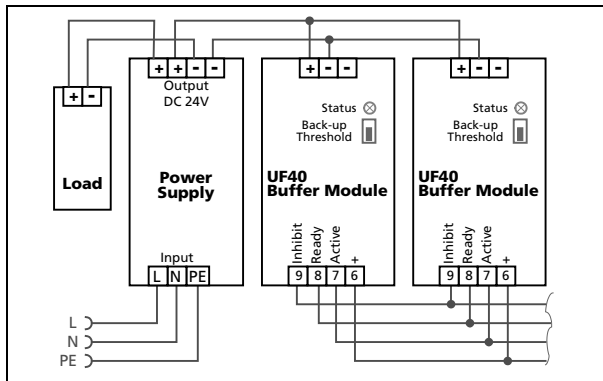 + + - -
Output
DC 24V
Power
Supply
Input
L N PE
+ -
Load
+ - -
Status
Back-up
Threshold
UF40
Buffer Module
Inhibit
Ready
Active
+
9 8 7 6
+ - -
Status
Back-up
Threshold
UF40
Buffer Module
Inhibit
Ready
Active
+
9 8 7 6
L
N
PE